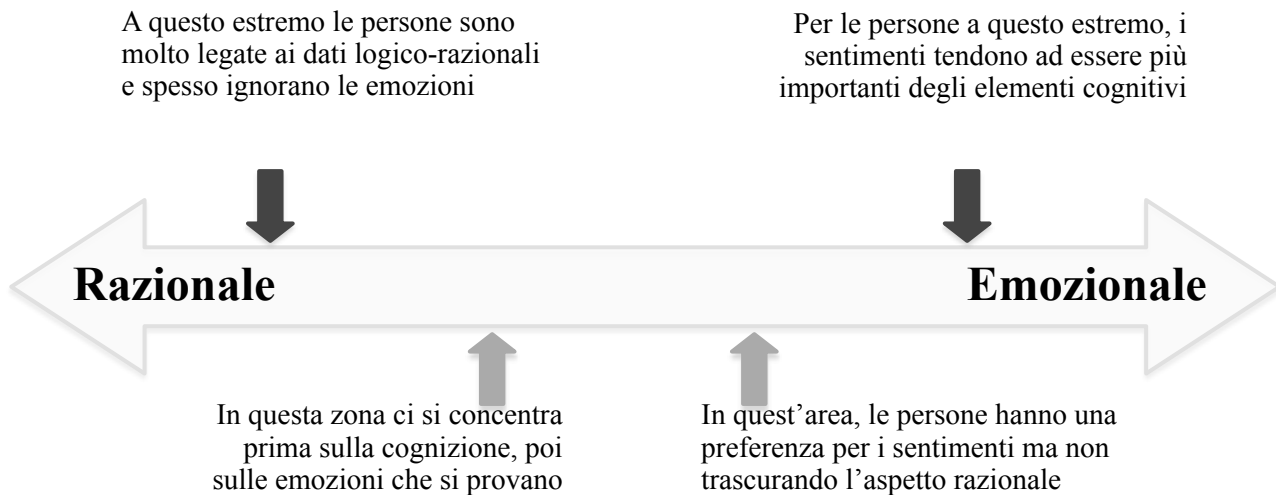 A questo estremo le persone sono
molto legate ai dati logico-razionali
e spesso ignorano le emozioni
Per le persone a questo estremo, i
sentimenti tendono ad essere più
importanti degli elementi cognitivi
Razionale
Emozionale
In questa zona ci si concentra
prima sulla cognizione, poi
sulle emozioni che si provano
In quest’area, le persone hanno una
preferenza per i sentimenti ma non
trascurando l’aspetto razionale